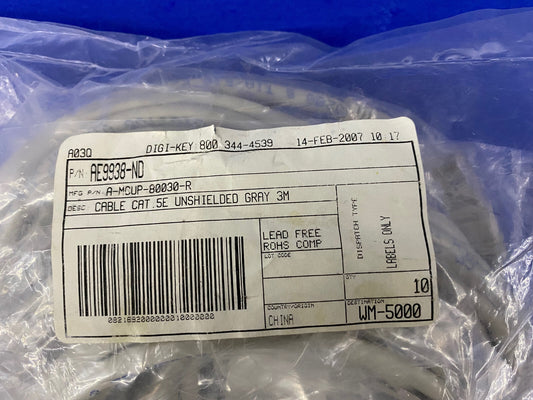 A03Q DIGI-KEY 800 344-4539 14-FEB-2007 10 17
P/N: AE9938-ND
MFG P/N: A-MCUP-80030-R
DESC: CABLE CAT.5E UNSHIELDED GRAY 3M
LEAD FREE
ROHS COMP
LOT CODE
DISPATCH TYPE
LABELS ONLY
QTY
10
COUNTRY/ORIGIN
CHINA
DESTINATION
WM-5000